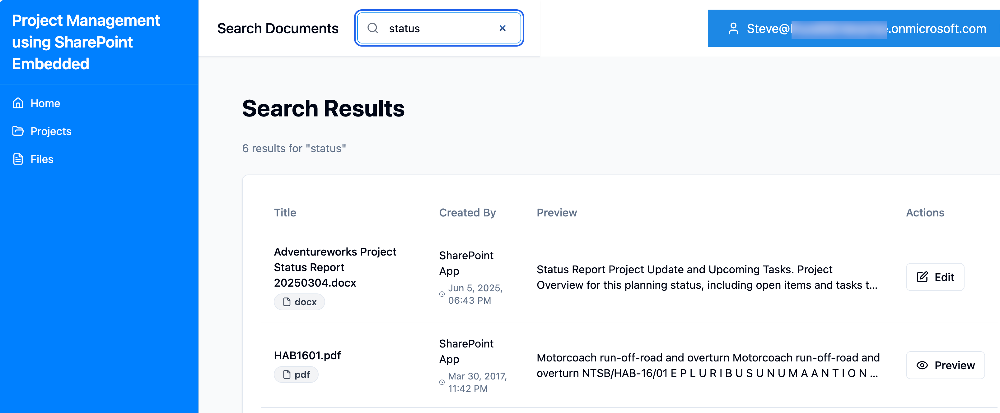 Project Management
using SharePoint
Embedded
Home
Projects
Files
Search Documents
status
Steve@ .onmicrosoft.com
Search Results
6 results for "status"
Title
Created By
Preview
Actions
Adventureworks Project
Status Report
20250304.docx
docx
SharePoint
App
Jun 5, 2025,
06:43 PM
Status Report Project Update and Upcoming Tasks. Project
Overview for this planning status, including open items and tasks t...
Edit
HAB1601.pdf
pdf
SharePoint
App
Mar 30, 2017,
11:42 PM
Motorcoach run-off-road and overturn Motorcoach run-off-road and
overturn NTSB/HAB-16/01 E P L U R I B U S U N U M A A N T I O N ...
Preview